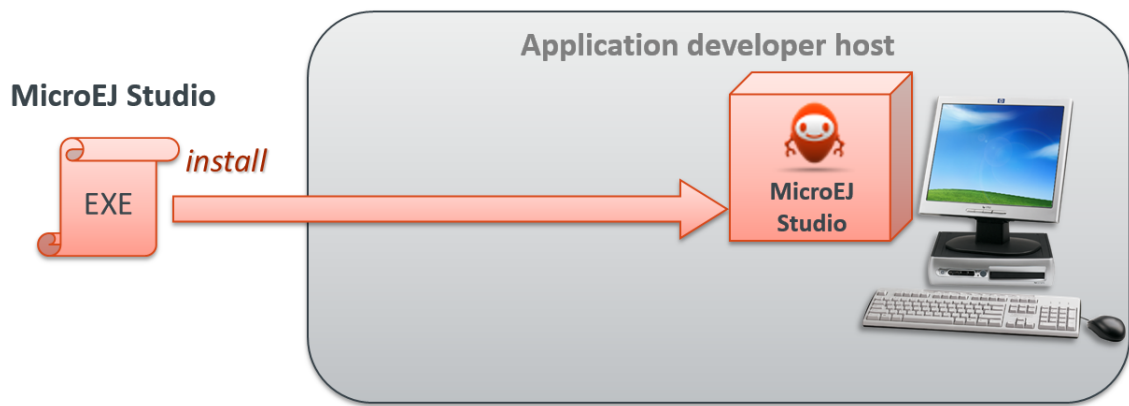 Application developer host
MicroEJ Studio
install
EXE
MicroEJ
Studio